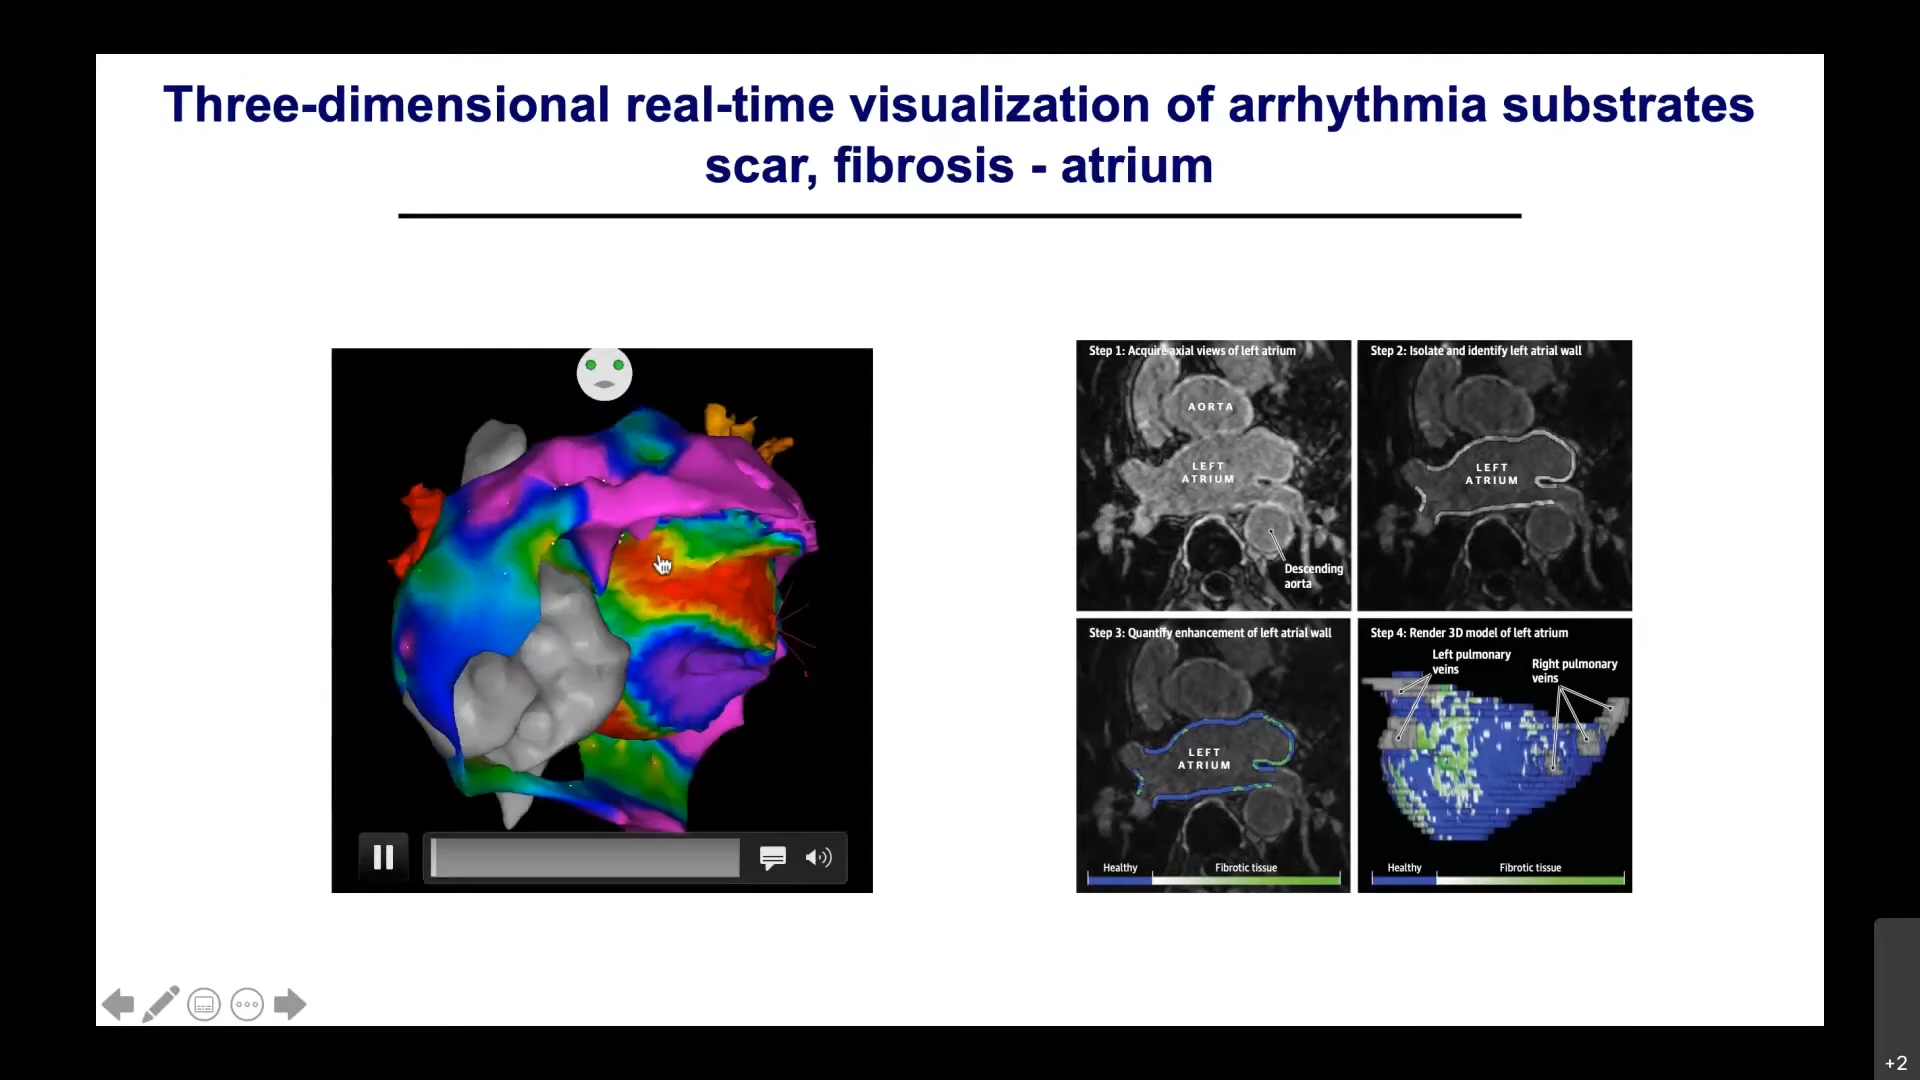 Three-dimensional real-time visualization of arrhythmia substrates
scar, fibrosis - atrium
Step 1: Acquire axial views of left atrium
AORTA
LEFT
ATRIUM
Descending
aorta
Step 2: Isolate and identify left atrial wall
LEFT
ATRIUM
Step 3: Quantify enhancement of left atrial wall
LEFT
ATRIUM
Healthy
Fibrotic tissue
Step 4: Render 3D model of left atrium
Left pulmonary
veins
Right pulmonary
veins
Healthy
Fibrotic tissue
+2